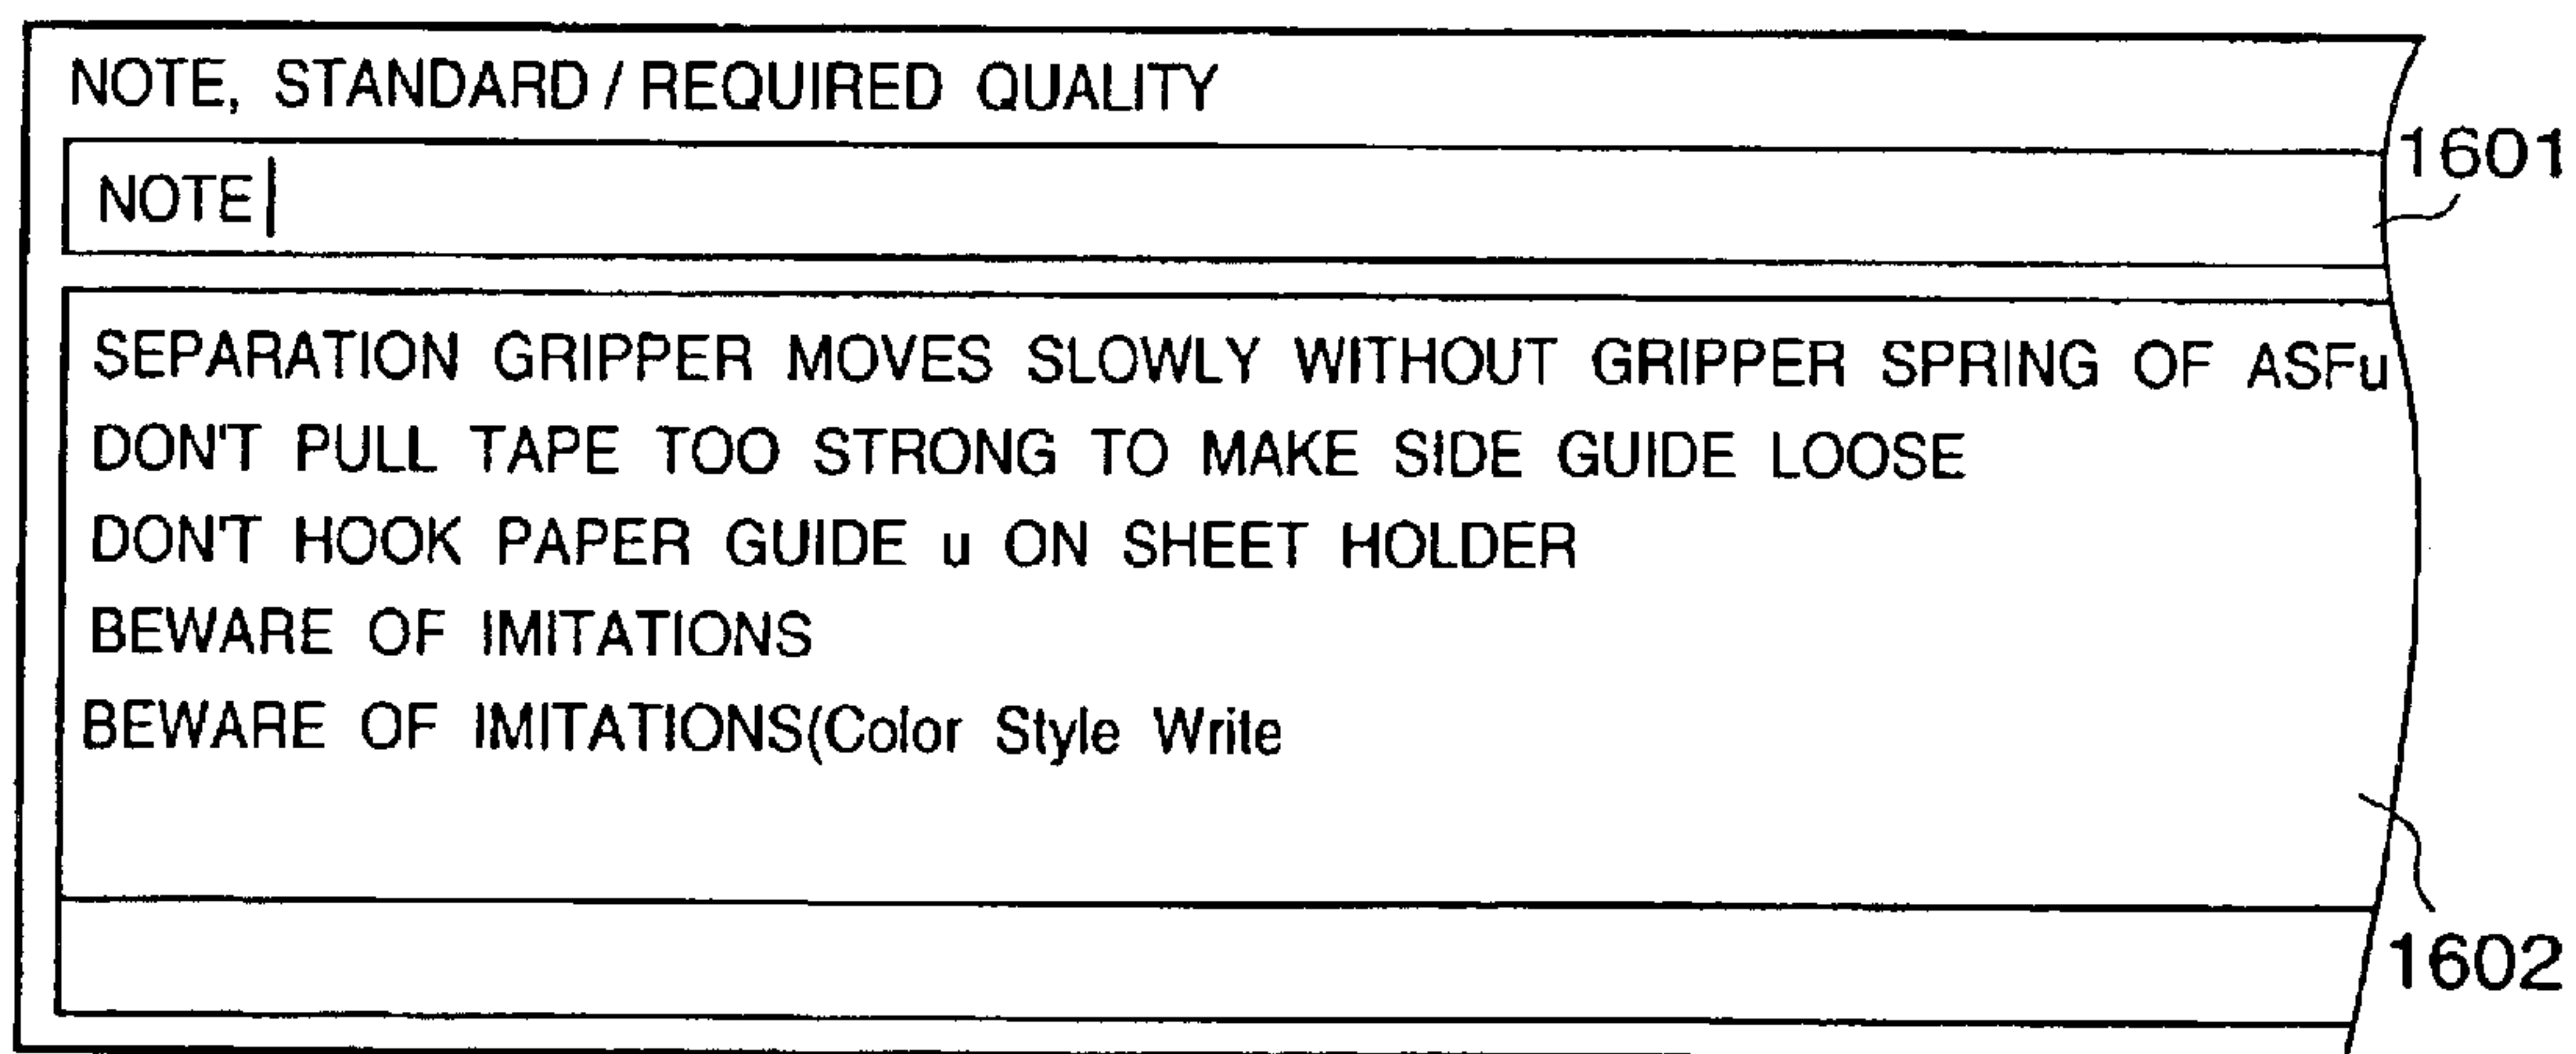 NOTE, STANDARD / REQUIRED QUALITY
1601
NOTE
SEPARATION GRIPPER MOVES SLOWLY WITHOUT GRIPPER SPRING OF ASFu
DON'T PULL TAPE TOO STRONG TO MAKE SIDE GUIDE LOOSE
DON'T HOOK PAPER GUIDE u ON SHEET HOLDER
BEWARE OF IMITATIONS
BEWARE OF IMITATIONS(Color Style Write
1602